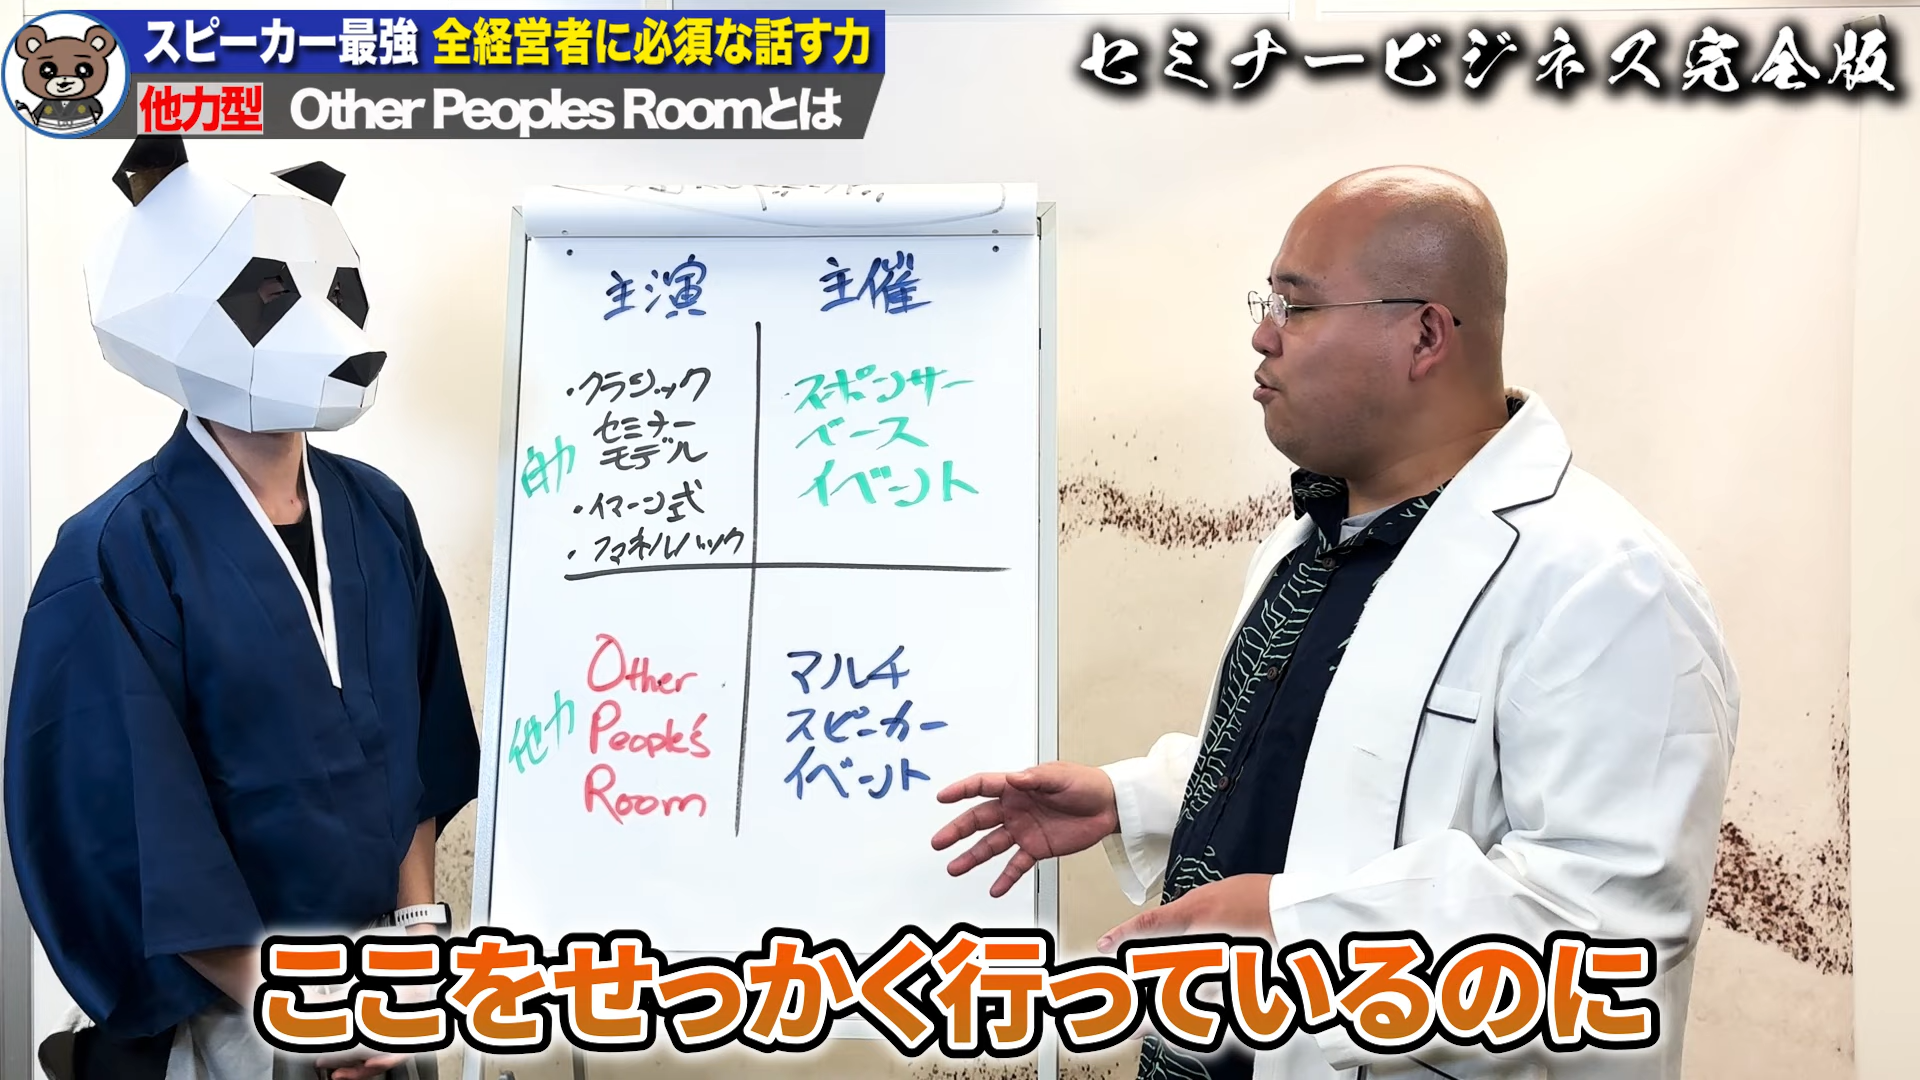 スピーカー最強 全経営者に必須な話す力
他力型 Other Peoples Roomとは
セミナービジネス完全版
主演
主催
・クラシック
セミナー
モデル
・イマーン式
・ファネルハック
自力
スポンサー
ベース
イベント
他力
Other
People's
Room
マルチ
スピーカー
イベント
ここをせっかく行っているのに